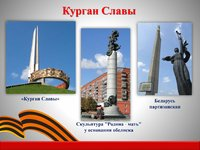 Курган Славы
«Курган Славы»
Скульптура "Родина - мать"
у основания обелиска
Беларусь
партизанская